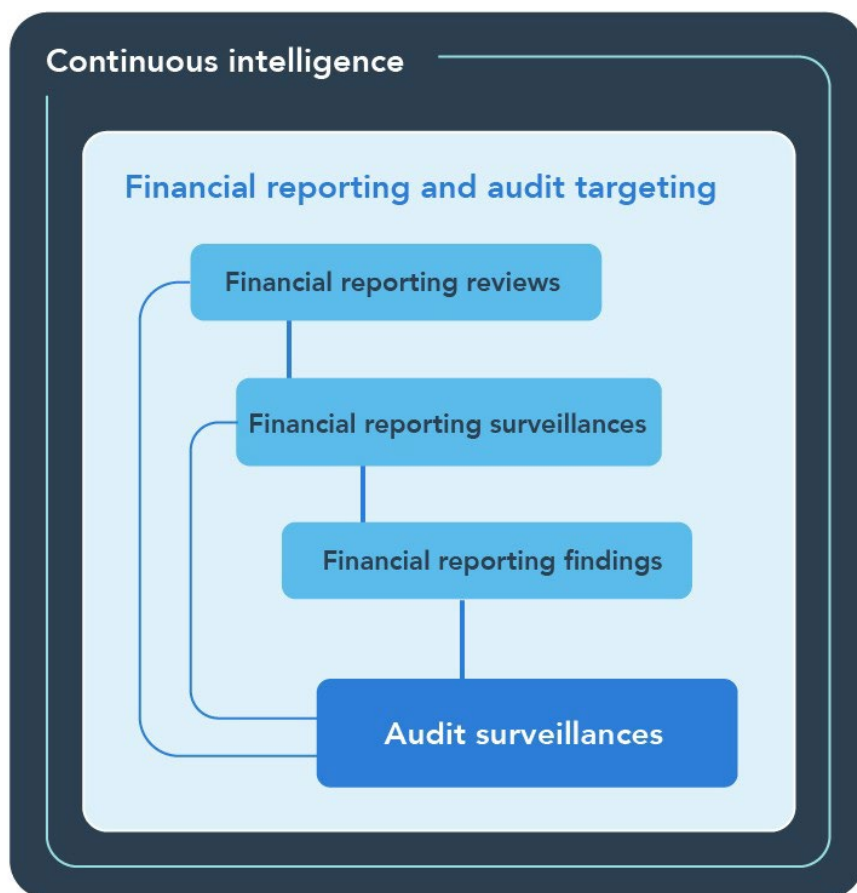 Continuous intelligence
Financial reporting and audit targeting
Financial reporting reviews
Financial reporting surveillances
Financial reporting findings
Audit surveillances